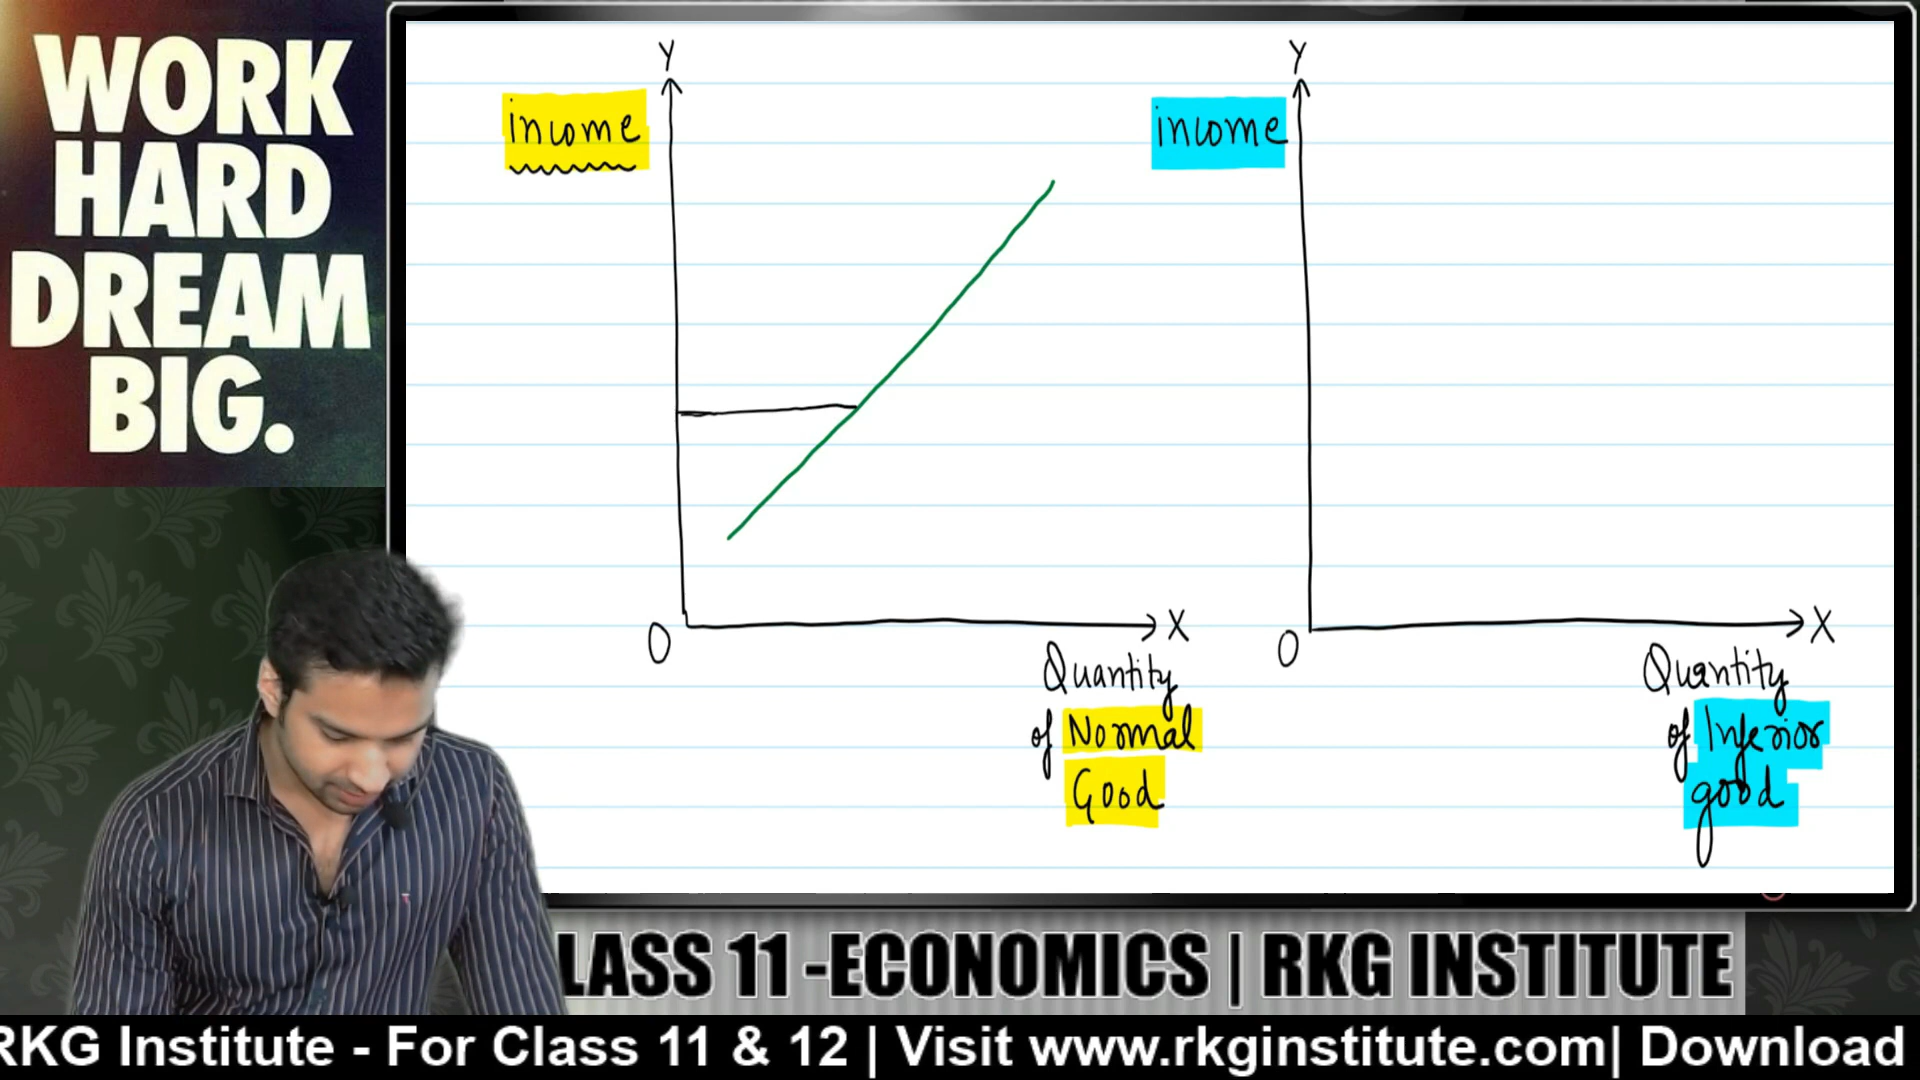 WORK
HARD
DREAM
BIG.
Y
income
O
X
Quantity
of Normal
Good
Y
income
O
X
Quantity
of Inferior
good
LASS 11 -ECONOMICS | RKG INSTITUTE
RKG Institute - For Class 11 & 12 | Visit www.rkginstitute.com| Download